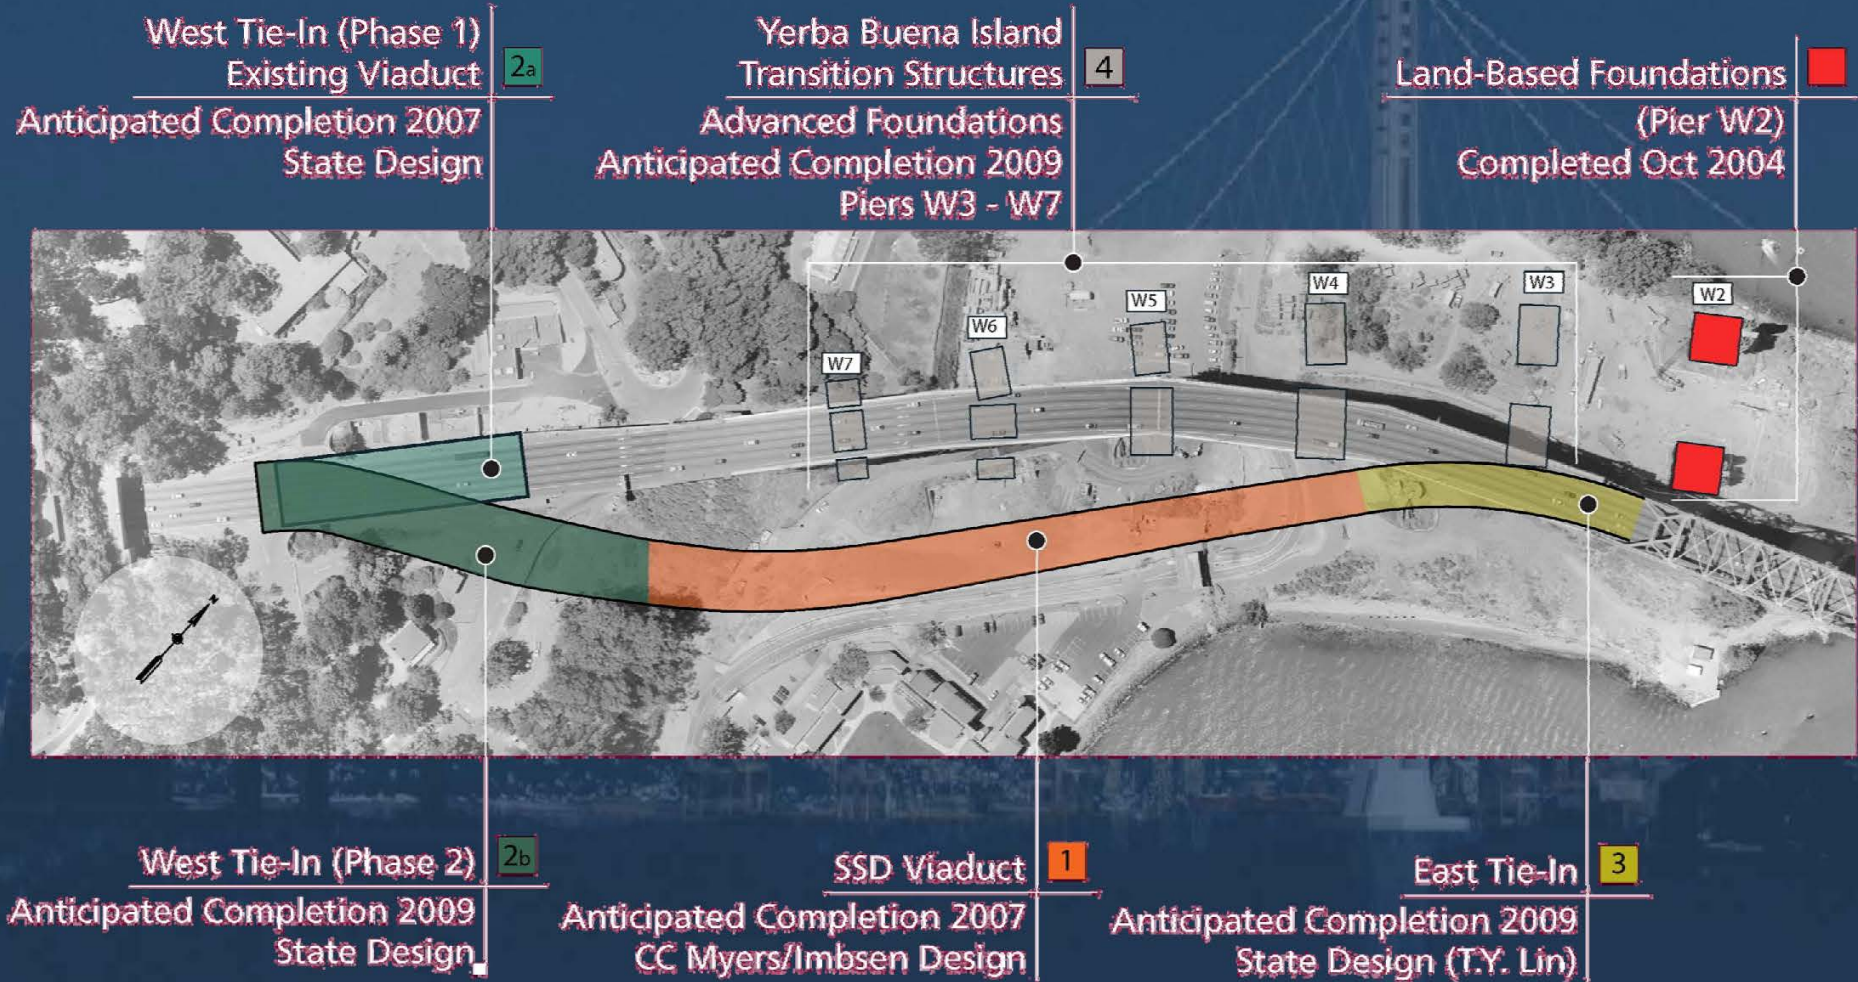 West Tie-In (Phase 1)
Existing Viaduct
2a
Anticipated Completion 2007
State Design
Yerba Buena Island
Transition Structures
4
Advanced Foundations
Anticipated Completion 2009
Piers W3 - W7
Land-Based Foundations
(Pier W2)
Completed Oct 2004
W7
W6
W5
W4
W3
W2
N
West Tie-In (Phase 2)
2b
Anticipated Completion 2009
State Design
SSD Viaduct
1
Anticipated Completion 2007
CC Myers/Imbsen Design
East Tie-In
3
Anticipated Completion 2009
State Design (T.Y. Lin)